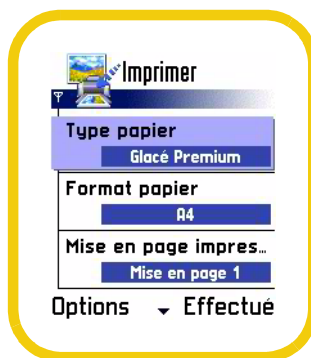 Imprimer
Type papier
Glacé Premium
Format papier
A4
Mise en page impres…
Mise en page 1
Options Effectué